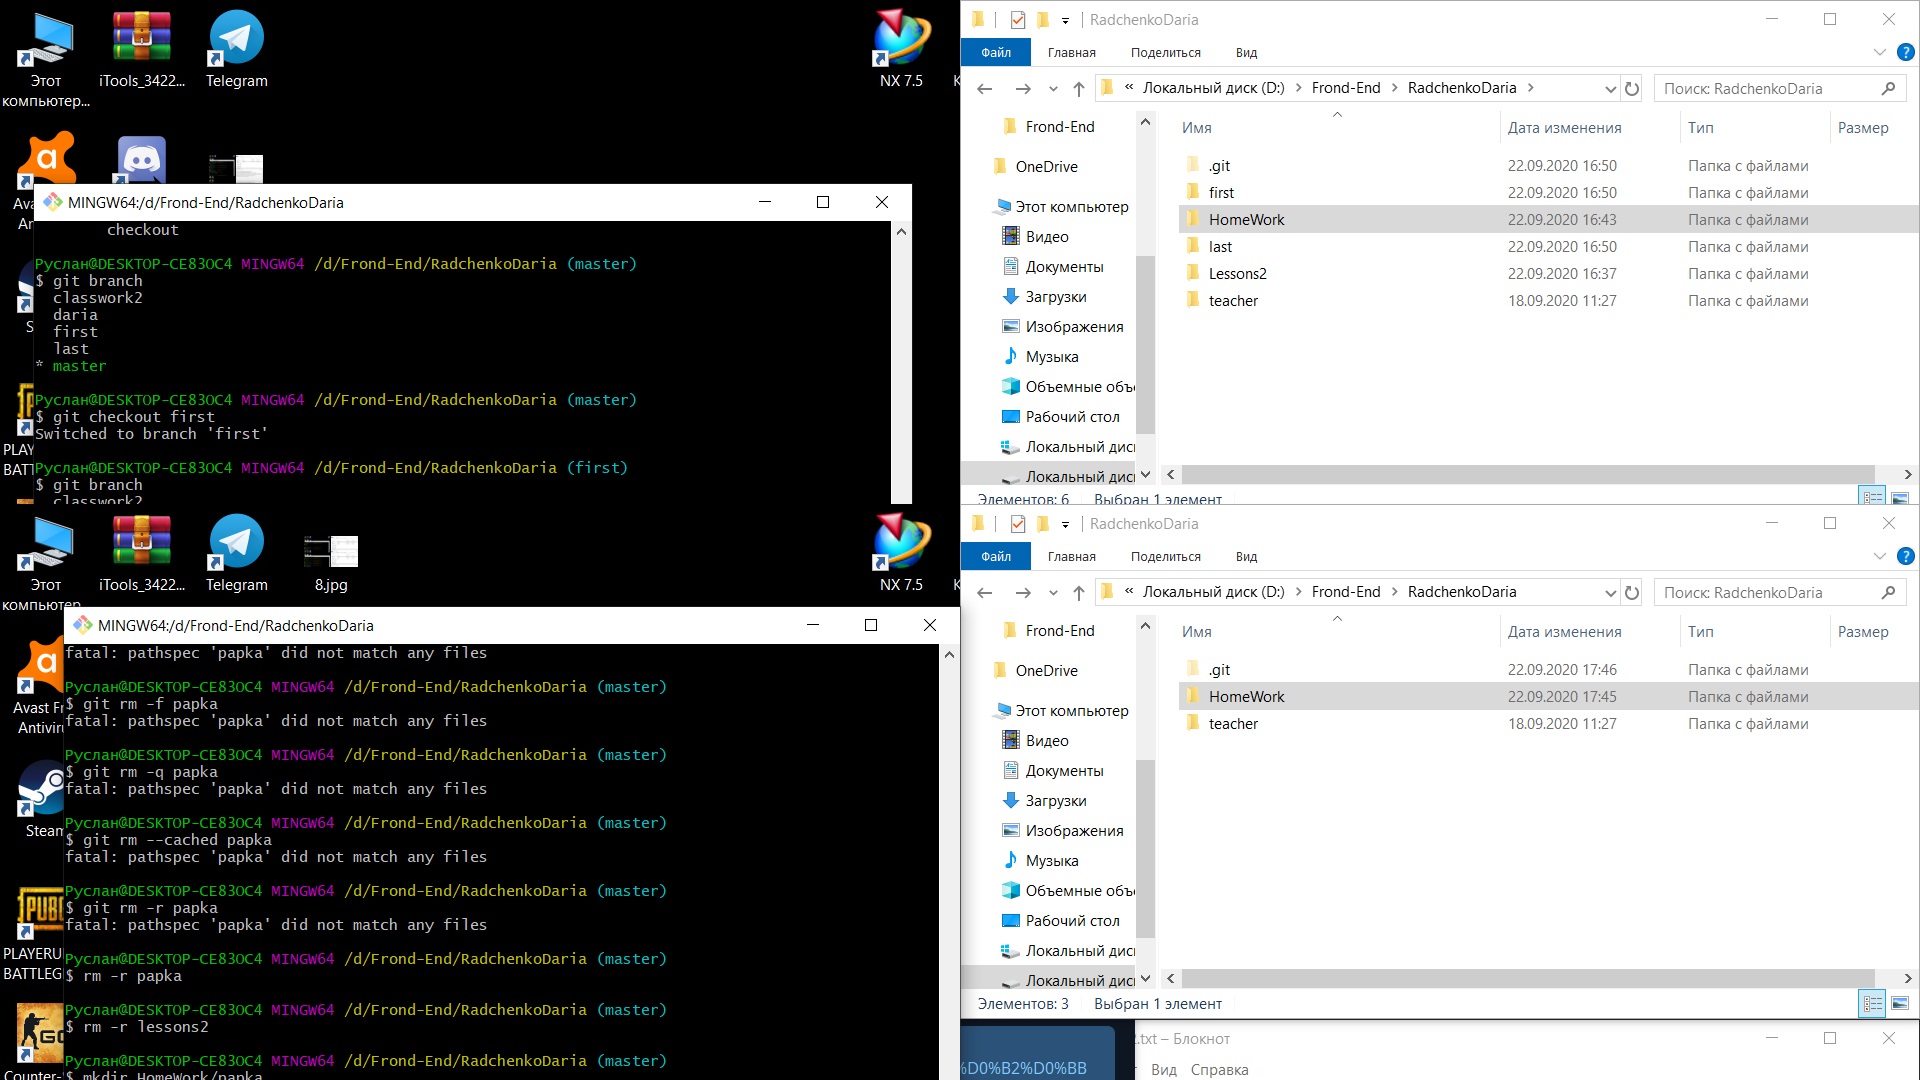 Этот
компьютер...
iTools_3422...
Telegram
NX 7.5
MINGW64:/d/Frond-End/RadchenkoDaria
checkout
Руслан@DESKTOP-CE83OC4 MINGW64 /d/Frond-End/RadchenkoDaria (master)
$ git branch
classwork2
daria
first
last
* master
Руслан@DESKTOP-CE83OC4 MINGW64 /d/Frond-End/RadchenkoDaria (master)
$ git checkout first
Switched to branch 'first'
Руслан@DESKTOP-CE83OC4 MINGW64 /d/Frond-End/RadchenkoDaria (first)
$ git branch
classwork2
RadchenkoDaria
Файл Главная Поделиться Вид
« Локальный диск (D:) > Frond-End > RadchenkoDaria >
Поиск: RadchenkoDaria
Frond-End
OneDrive
Этот компьютер
Видео
Документы
Загрузки
Изображения
Музыка
Объемные объ
Рабочий стол
Локальный дис
Локальный дис
Имя Дата изменения Тип Размер
.git 22.09.2020 16:50 Папка с файлами
first 22.09.2020 16:50 Папка с файлами
HomeWork 22.09.2020 16:43 Папка с файлами
last 22.09.2020 16:50 Папка с файлами
Lessons2 22.09.2020 16:37 Папка с файлами
teacher 18.09.2020 11:27 Папка с файлами
Элементов: 6 Выбран 1 элемент
Этот
компьютер
iTools_3422...
Telegram
8.jpg
NX 7.5
Avast Fr
Antiviru
Steam
PLAYERU
BATTLEG
Counter-
MINGW64:/d/Frond-End/RadchenkoDaria
fatal: pathspec 'papka' did not match any files
Руслан@DESKTOP-CE83OC4 MINGW64 /d/Frond-End/RadchenkoDaria (master)
$ git rm -f papka
fatal: pathspec 'papka' did not match any files
Руслан@DESKTOP-CE83OC4 MINGW64 /d/Frond-End/RadchenkoDaria (master)
$ git rm -q papka
fatal: pathspec 'papka' did not match any files
Руслан@DESKTOP-CE83OC4 MINGW64 /d/Frond-End/RadchenkoDaria (master)
$ git rm --cached papka
fatal: pathspec 'papka' did not match any files
Руслан@DESKTOP-CE83OC4 MINGW64 /d/Frond-End/RadchenkoDaria (master)
$ git rm -r papka
fatal: pathspec 'papka' did not match any files
Руслан@DESKTOP-CE83OC4 MINGW64 /d/Frond-End/RadchenkoDaria (master)
$ rm -r papka
Руслан@DESKTOP-CE83OC4 MINGW64 /d/Frond-End/RadchenkoDaria (master)
$ rm -r lessons2
Руслан@DESKTOP-CE83OC4 MINGW64 /d/Frond-End/RadchenkoDaria (master)
$ mkdir HomeWork/papka
RadchenkoDaria
Файл Главная Поделиться Вид
« Локальный диск (D:) > Frond-End > RadchenkoDaria
Поиск: RadchenkoDaria
Frond-End
OneDrive
Этот компьютер
Видео
Документы
Загрузки
Изображения
Музыка
Объемные объ
Рабочий стол
Локальный дис
Локальный дис
Имя Дата изменения Тип Размер
.git 22.09.2020 17:46 Папка с файлами
HomeWork 22.09.2020 17:45 Папка с файлами
teacher 18.09.2020 11:27 Папка с файлами
Элементов: 3 Выбран 1 элемент
%D0%B2%D0%BB
.txt – Блокнот
Вид Справка